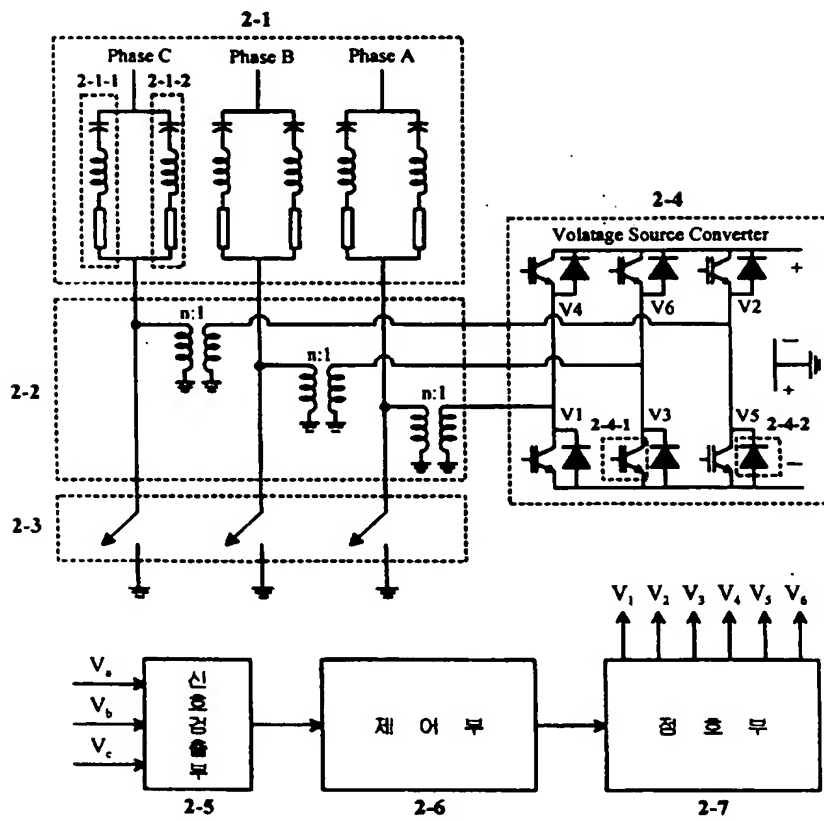 2-1
Phase C Phase B Phase A
2-1-1 2-1-2
2-4
Volatage Source Converter
+
V4 V6 V2
n:1
−
n:1
2-2
+
n:1
V1 2-4-1 V3 V5 2-4-2
−
2-3
V1 V2 V3 V4 V5 V6
Va
Vb
Vc
신호검출부
제 어 부
점 호 부
2-5 2-6 2-7